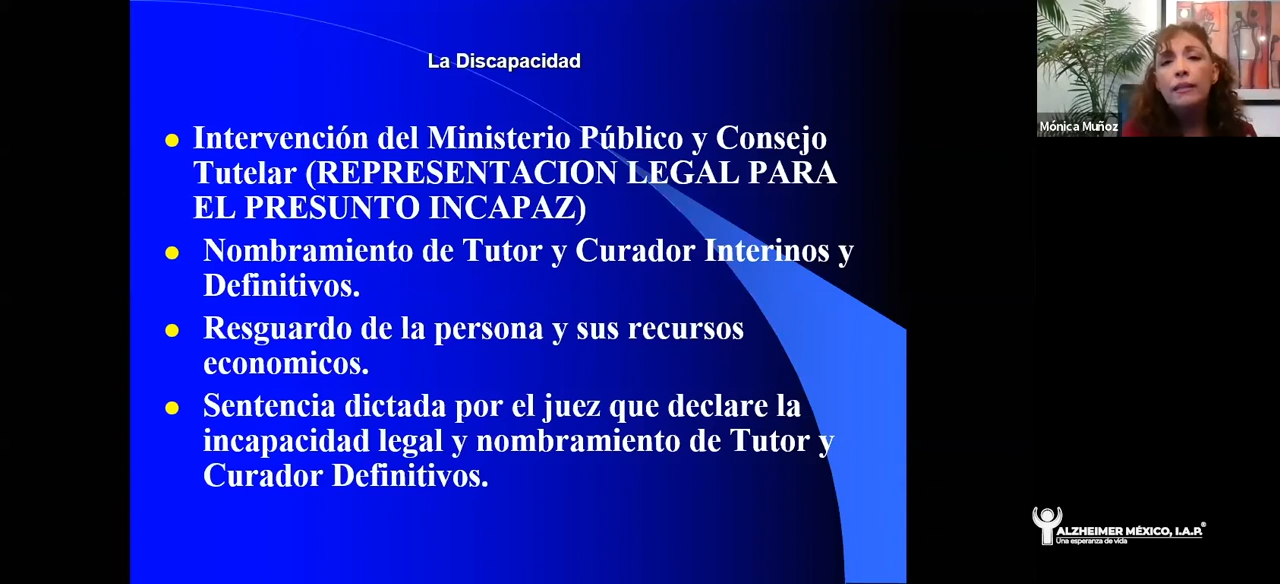 La Discapacidad
Intervención del Ministerio Público y Consejo
Tutelar (REPRESENTACION LEGAL PARA
EL PRESUNTO INCAPAZ)
Nombramiento de Tutor y Curador Interinos y
Definitivos.
Resguardo de la persona y sus recursos
economicos.
Sentencia dictada por el juez que declare la
incapacidad legal y nombramiento de Tutor y
Curador Definitivos.
Mónica Muñoz
ALZHEIMER MÉXICO, I.A.P.®
Una esperanza de vida